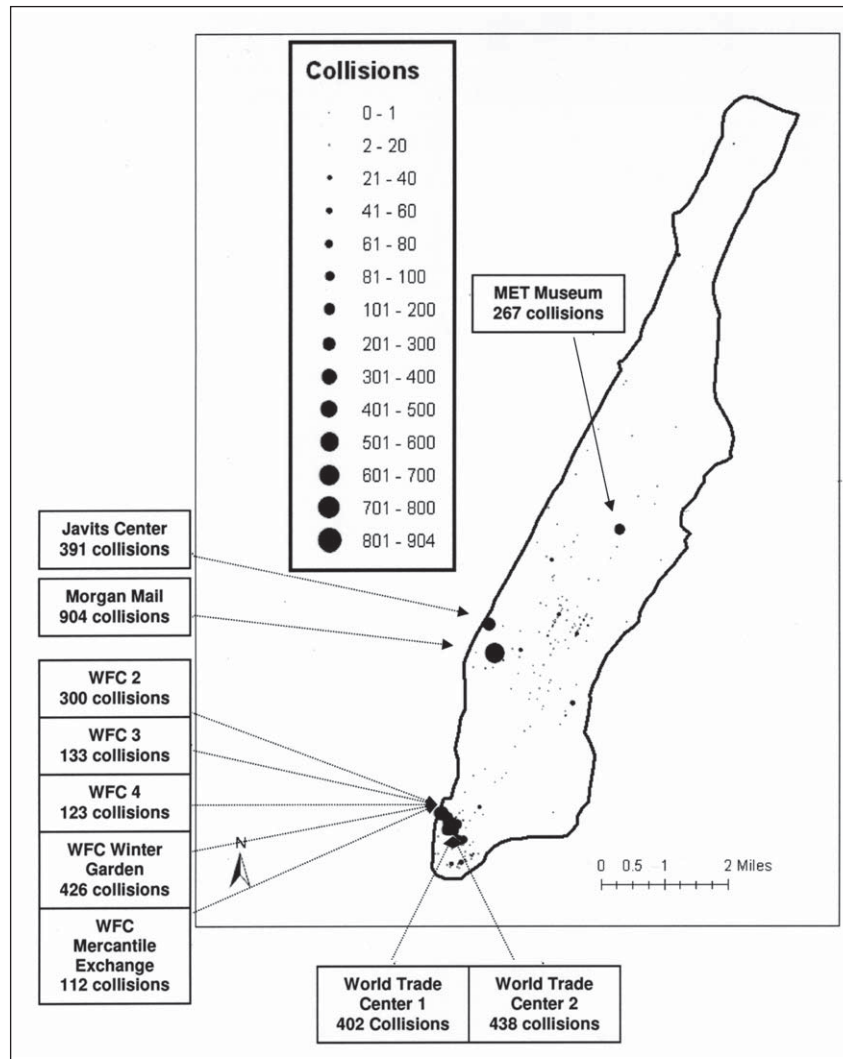 Collisions
0 - 1
2 - 20
21 - 40
41 - 60
61 - 80
81 - 100
101 - 200
201 - 300
301 - 400
401 - 500
501 - 600
601 - 700
701 - 800
801 - 904
MET Museum
267 collisions
Javits Center
391 collisions
Morgan Mail
904 collisions
WFC 2
300 collisions
WFC 3
133 collisions
WFC 4
123 collisions
WFC Winter
Garden
426 collisions
WFC
Mercantile
Exchange
112 collisions
N
0 0.5 1 2 Miles
World Trade
Center 1
402 Collisions
World Trade
Center 2
438 collisions